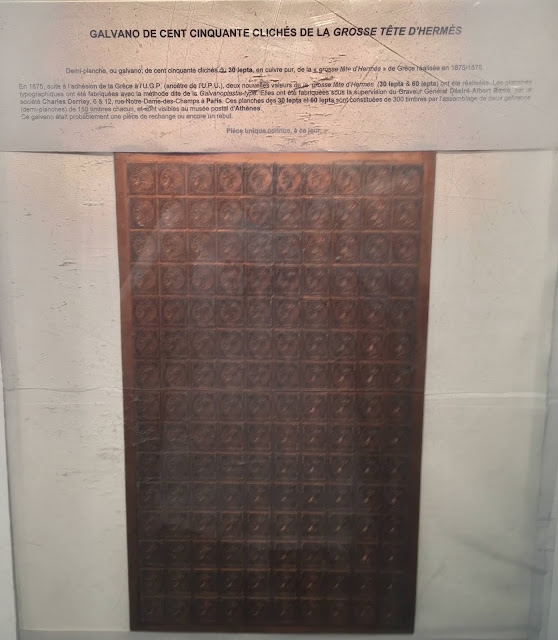 GALVANO DE CENT CINQUANTE CLICHÉS DE LA GROSSE TÊTE D'HERMÈS
Demi-planche, ou galvano, de cent cinquante clichés du 30 lepta, en cuivre pur, de la « grosse tête d'Hermès » de Grèce réalisée en 1875/1876.
En 1875, suite à l'adhésion de la Grèce à l'U.G.P. (ancêtre de l'U.P.U.), deux nouvelles valeurs de la grosse tête d'Hermès (30 lepta & 60 lepta) ont été réalisées. Les planches
typographiques ont été fabriquées avec la méthode dite de la Galvanoplastie-type. Elles ont été fabriquées sous la supervision du Graveur Général Désiré-Albert Barre, par la
société Charles Derriey, 6 & 12, rue Notre-Dame-des-Champs à Paris. Ces planches des 30 lepta et 60 lepta sont constituées de 300 timbres par l'assemblage de deux galvanos
(demi-planches) de 150 timbres chacun, et sont visibles au musée postal d'Athènes.
Ce galvano était probablement une pièce de rechange ou encore un rebut.
Pièce unique connue, à ce jour.